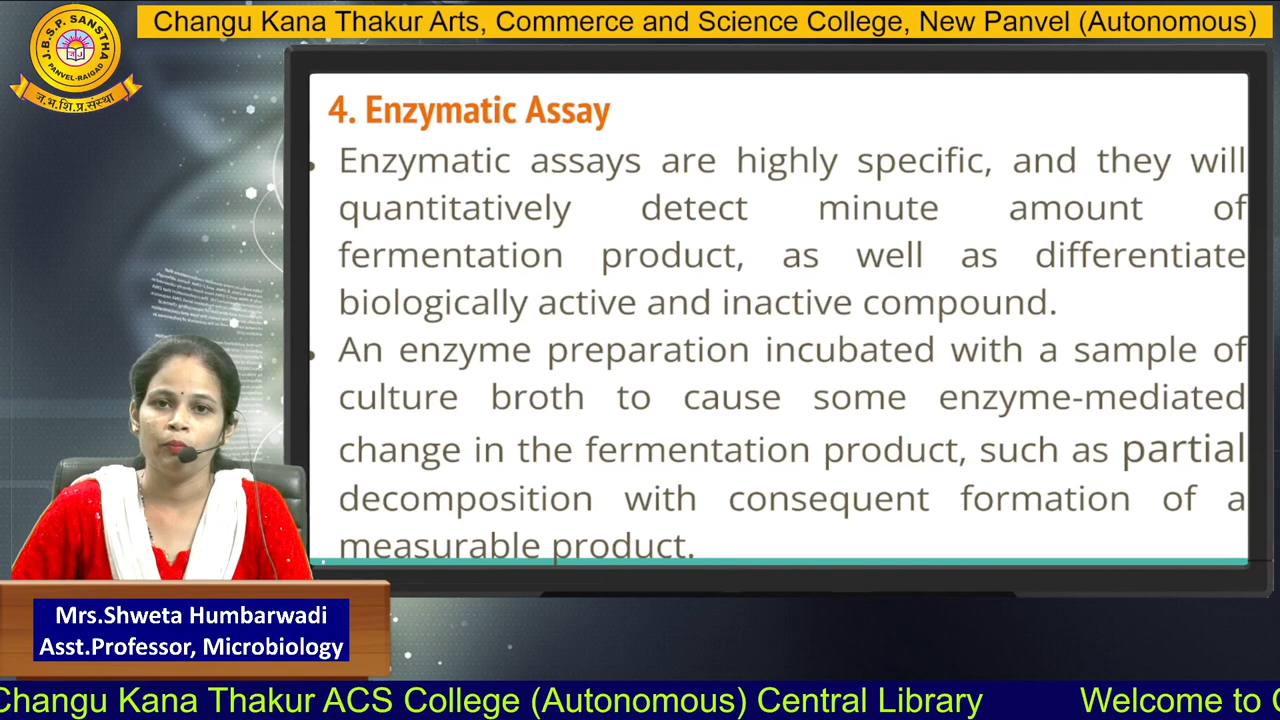 Changu Kana Thakur Arts, Commerce and Science College, New Panvel (Autonomous)
J.B.S.P. SANSTHA
PANVEL-RAIGAD
ज.भ.शि.प्र.संस्था
4. Enzymatic Assay
• Enzymatic assays are highly specific, and they will
quantitatively detect minute amount of
fermentation product, as well as differentiate
biologically active and inactive compound.
• An enzyme preparation incubated with a sample of
culture broth to cause some enzyme-mediated
change in the fermentation product, such as partial
decomposition with consequent formation of a
measurable product.
Mrs.Shweta Humbarwadi
Asst.Professor, Microbiology
Changu Kana Thakur ACS College (Autonomous) Central Library Welcome to